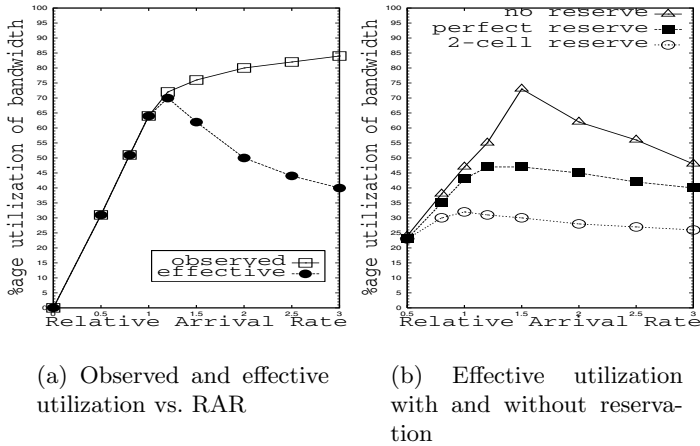 100
95
90
85
80
75
70
65
60
55
50
45
40
35
30
25
20
15
10
5
0
%age utilization of bandwidth
observed
effective
0 0.5 1 1.5 2 2.5 3
Relative Arrival Rate
(a) Observed and effective
utilization vs. RAR
100
95
90
85
80
75
70
65
60
55
50
45
40
35
30
25
20
15
10
5
0
%age utilization of bandwidth
no reserve
perfect reserve
2-cell reserve
0.5 1 1.5 2 2.5 3
Relative Arrival Rate
(b) Effective utilization
with and without reserva-
tion